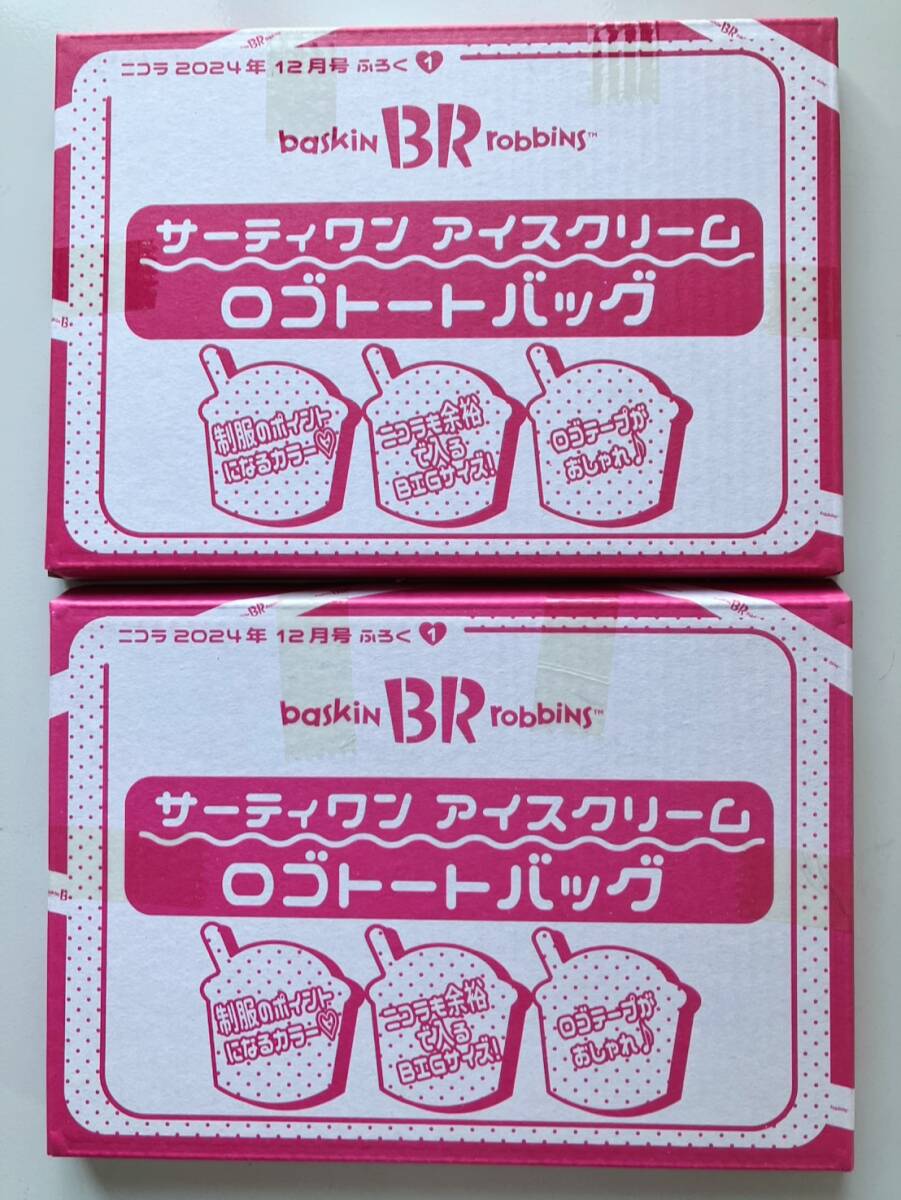 ニコラ 2024年 12月号 ふろく 1
baskin BR robbins™
サーティワン アイスクリーム
ロゴトートバッグ
制服のポイント
になるカラー♡
ニコラも余裕
で入る
BIGサイズ!
ロゴテープが
おしゃれ♪
ニコラ 2024年 12月号 ふろく 1
baskin BR robbins™
サーティワン アイスクリーム
ロゴトートバッグ
制服のポイント
になるカラー♡
ニコラも余裕
で入る
BIGサイズ!
ロゴテープが
おしゃれ♪